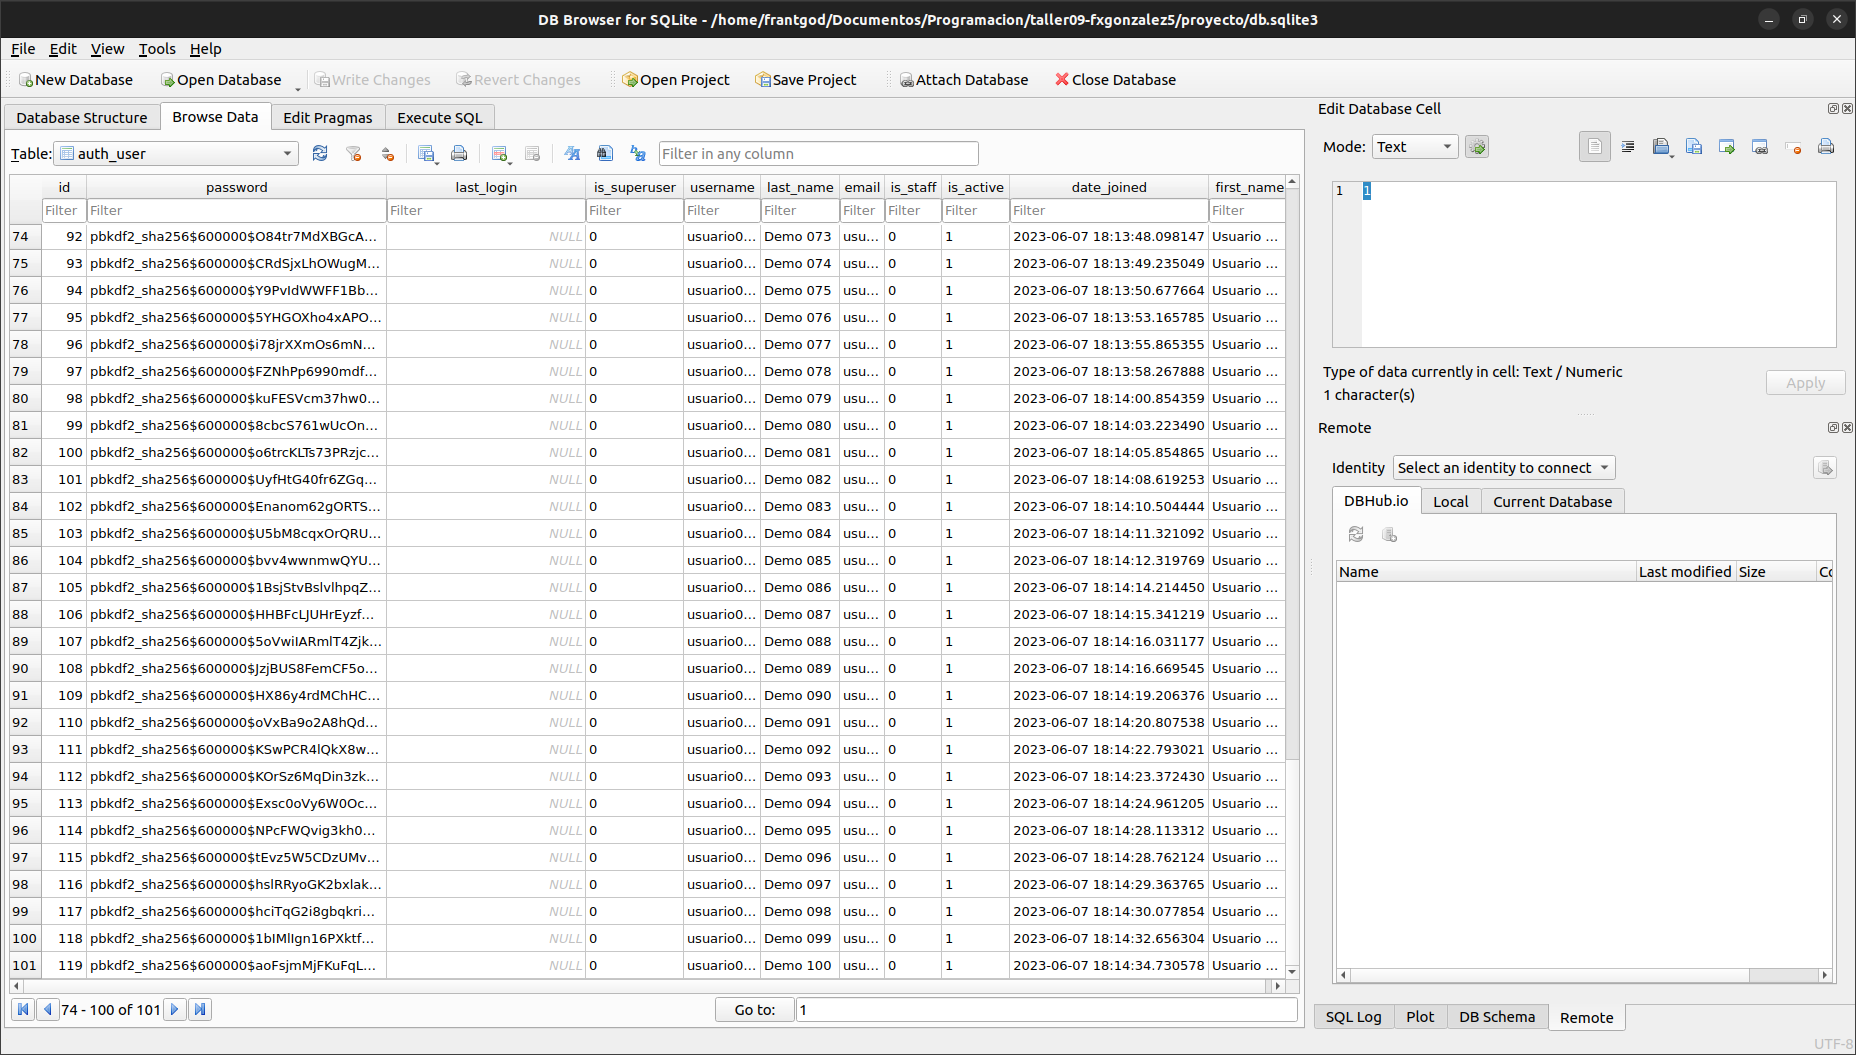 DB Browser for SQLite - /home/frantgod/Documentos/Programacion/taller09-fxgonzalez5/proyecto/db.sqlite3
File Edit View Tools Help
New Database Open Database Write Changes Revert Changes Open Project Save Project Attach Database Close Database
Database Structure Browse Data Edit Pragmas Execute SQL
Table: auth_user Filter in any column
id password last_login is_superuser username last_name email is_staff is_active date_joined first_name
Filter Filter Filter Filter Filter Filter Filter Filter Filter Filter Filter
74 92 pbkdf2_sha256$600000$O84tr7MdXBGcA... NULL 0 usuario0... Demo 073 usu... 0 1 2023-06-07 18:13:48.098147 Usuario ...
75 93 pbkdf2_sha256$600000$CRdSjxLhOWugM... NULL 0 usuario0... Demo 074 usu... 0 1 2023-06-07 18:13:49.235049 Usuario ...
76 94 pbkdf2_sha256$600000$Y9PvIdWWFF1Bb... NULL 0 usuario0... Demo 075 usu... 0 1 2023-06-07 18:13:50.677664 Usuario ...
77 95 pbkdf2_sha256$600000$5YHGOXho4xAPO... NULL 0 usuario0... Demo 076 usu... 0 1 2023-06-07 18:13:53.165785 Usuario ...
78 96 pbkdf2_sha256$600000$i78jrXXmOs6mN... NULL 0 usuario0... Demo 077 usu... 0 1 2023-06-07 18:13:55.865355 Usuario ...
79 97 pbkdf2_sha256$600000$FZNhPp6990mdf... NULL 0 usuario0... Demo 078 usu... 0 1 2023-06-07 18:13:58.267888 Usuario ...
80 98 pbkdf2_sha256$600000$kuFESVcm37hw0... NULL 0 usuario0... Demo 079 usu... 0 1 2023-06-07 18:14:00.854359 Usuario ...
81 99 pbkdf2_sha256$600000$8cbcS761wUcOn... NULL 0 usuario0... Demo 080 usu... 0 1 2023-06-07 18:14:03.223490 Usuario ...
82 100 pbkdf2_sha256$600000$o6trcKLTs73PRzjc... NULL 0 usuario0... Demo 081 usu... 0 1 2023-06-07 18:14:05.854865 Usuario ...
83 101 pbkdf2_sha256$600000$UyfHtG40fr6ZGq... NULL 0 usuario0... Demo 082 usu... 0 1 2023-06-07 18:14:08.619253 Usuario ...
84 102 pbkdf2_sha256$600000$Enanom62gORTS... NULL 0 usuario0... Demo 083 usu... 0 1 2023-06-07 18:14:10.504444 Usuario ...
85 103 pbkdf2_sha256$600000$U5bM8cqxOrQRU... NULL 0 usuario0... Demo 084 usu... 0 1 2023-06-07 18:14:11.321092 Usuario ...
86 104 pbkdf2_sha256$600000$bvv4wwnmwQYU... NULL 0 usuario0... Demo 085 usu... 0 1 2023-06-07 18:14:12.319769 Usuario ...
87 105 pbkdf2_sha256$600000$1BsjStvBslvlhpqZ... NULL 0 usuario0... Demo 086 usu... 0 1 2023-06-07 18:14:14.214450 Usuario ...
88 106 pbkdf2_sha256$600000$HHBFcLJUHrEyzf... NULL 0 usuario0... Demo 087 usu... 0 1 2023-06-07 18:14:15.341219 Usuario ...
89 107 pbkdf2_sha256$600000$5oVwiIARmlT4Zjk... NULL 0 usuario0... Demo 088 usu... 0 1 2023-06-07 18:14:16.031177 Usuario ...
90 108 pbkdf2_sha256$600000$JzjBUS8FemCF5o... NULL 0 usuario0... Demo 089 usu... 0 1 2023-06-07 18:14:16.669545 Usuario ...
91 109 pbkdf2_sha256$600000$HX86y4rdMChHC... NULL 0 usuario0... Demo 090 usu... 0 1 2023-06-07 18:14:19.206376 Usuario ...
92 110 pbkdf2_sha256$600000$oVxBa9o2A8hQd... NULL 0 usuario0... Demo 091 usu... 0 1 2023-06-07 18:14:20.807538 Usuario ...
93 111 pbkdf2_sha256$600000$KSwPCR4lQkX8w... NULL 0 usuario0... Demo 092 usu... 0 1 2023-06-07 18:14:22.793021 Usuario ...
94 112 pbkdf2_sha256$600000$KOrSz6MqDin3zk... NULL 0 usuario0... Demo 093 usu... 0 1 2023-06-07 18:14:23.372430 Usuario ...
95 113 pbkdf2_sha256$600000$Exsc0oVy6W0Oc... NULL 0 usuario0... Demo 094 usu... 0 1 2023-06-07 18:14:24.961205 Usuario ...
96 114 pbkdf2_sha256$600000$NPcFWQvig3kh0... NULL 0 usuario0... Demo 095 usu... 0 1 2023-06-07 18:14:28.113312 Usuario ...
97 115 pbkdf2_sha256$600000$tEvz5W5CDzUMv... NULL 0 usuario0... Demo 096 usu... 0 1 2023-06-07 18:14:28.762124 Usuario ...
98 116 pbkdf2_sha256$600000$hslRRyoGK2bxlak... NULL 0 usuario0... Demo 097 usu... 0 1 2023-06-07 18:14:29.363765 Usuario ...
99 117 pbkdf2_sha256$600000$hciTqG2i8gbqkri... NULL 0 usuario0... Demo 098 usu... 0 1 2023-06-07 18:14:30.077854 Usuario ...
100 118 pbkdf2_sha256$600000$1bIMlIgn16PXktf... NULL 0 usuario0... Demo 099 usu... 0 1 2023-06-07 18:14:32.656304 Usuario ...
101 119 pbkdf2_sha256$600000$aoFsjmMjFKuFqL... NULL 0 usuario0... Demo 100 usu... 0 1 2023-06-07 18:14:34.730578 Usuario ...
74 - 100 of 101 Go to: 1
Edit Database Cell
Mode: Text
1 1
Type of data currently in cell: Text / Numeric
1 character(s)
Apply
Remote
Identity Select an identity to connect
DBHub.io Local Current Database
Name Last modified Size Co
SQL Log Plot DB Schema Remote
UTF-8